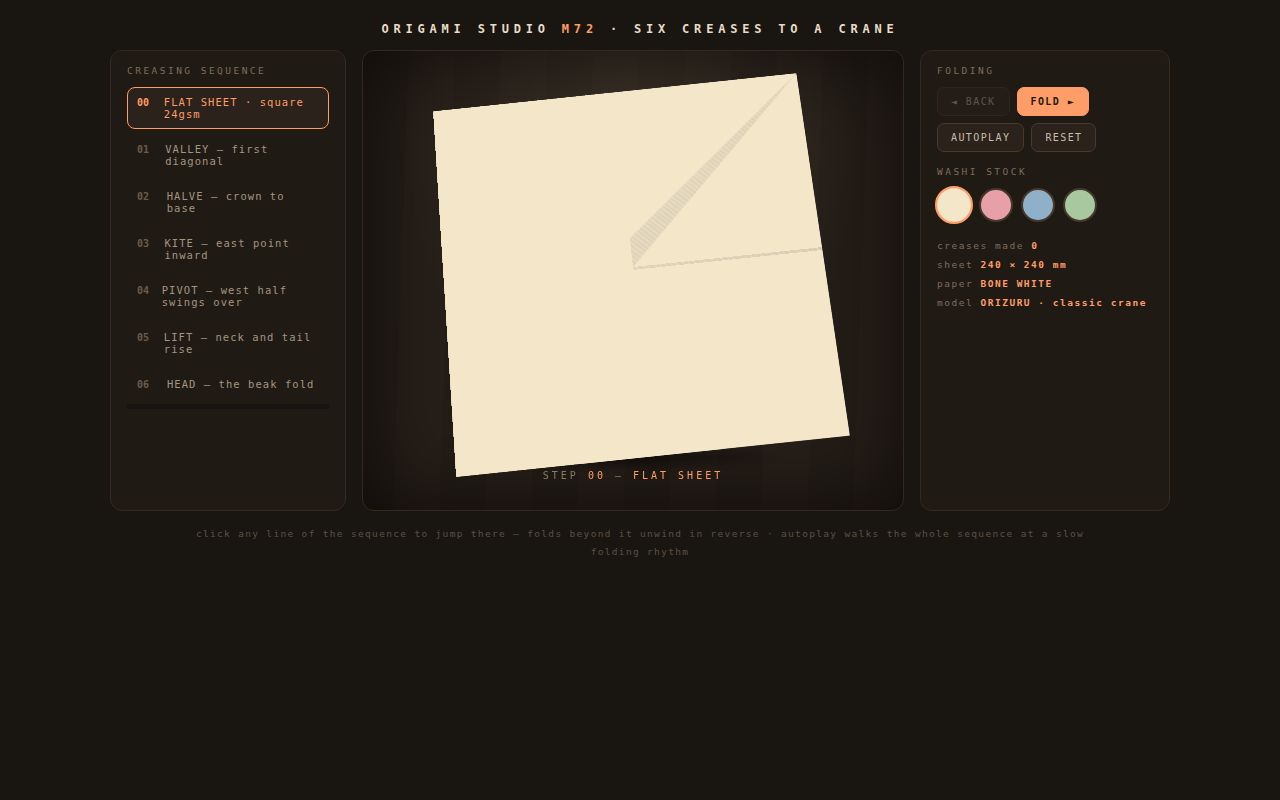 ORIGAMI STUDIO M72 · SIX CREASES TO A CRANE
CREASING SEQUENCE
00 FLAT SHEET · square
24gsm
01 VALLEY — first
diagonal
02 HALVE — crown to
base
03 KITE — east point
inward
04 PIVOT — west half
swings over
05 LIFT — neck and tail
rise
06 HEAD — the beak fold
STEP 00 — FLAT SHEET
FOLDING
◄ BACK
FOLD ►
AUTOPLAY
RESET
WASHI STOCK
creases made 0
sheet 240 × 240 mm
paper BONE WHITE
model ORIZURU · classic crane
click any line of the sequence to jump there — folds beyond it unwind in reverse · autoplay walks the whole sequence at a slow
folding rhythm